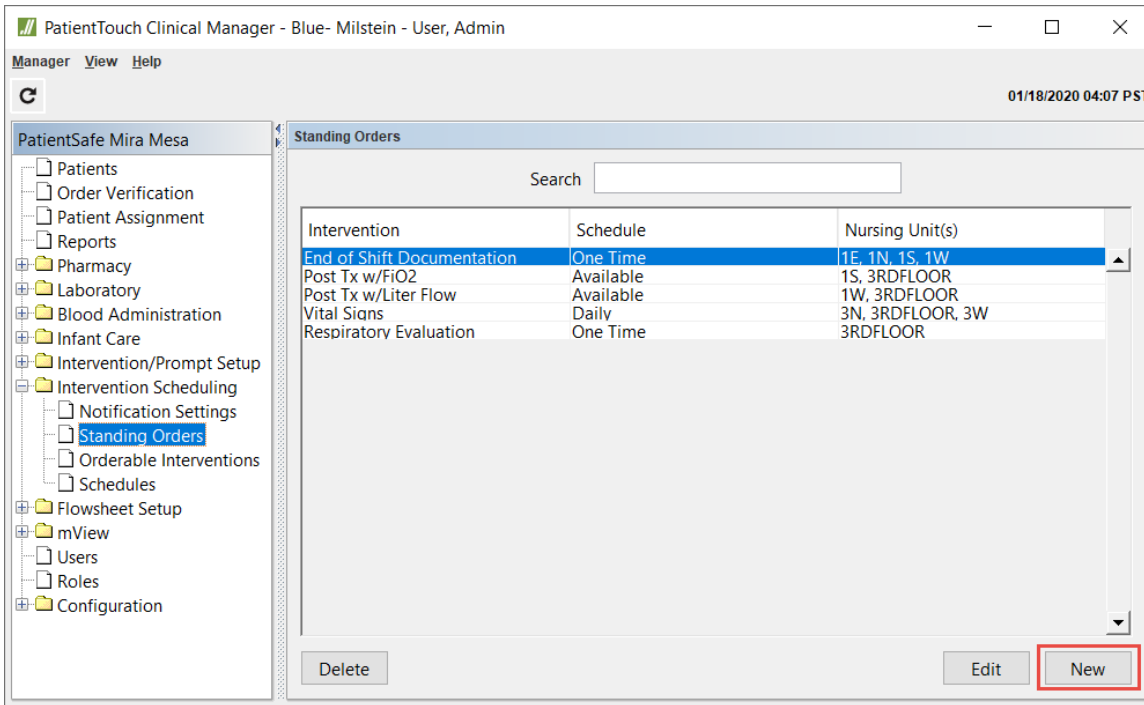 PatientTouch Clinical Manager - Blue- Milstein - User, Admin
Manager View Help
01/18/2020 04:07 PST
PatientSafe Mira Mesa
Patients
Order Verification
Patient Assignment
Reports
Pharmacy
Laboratory
Blood Administration
Infant Care
Intervention/Prompt Setup
Intervention Scheduling
Notification Settings
Standing Orders
Orderable Interventions
Schedules
Flowsheet Setup
mView
Users
Roles
Configuration
Standing Orders
Search
Intervention Schedule Nursing Unit(s)
End of Shift Documentation One Time 1E, 1N, 1S, 1W
Post Tx w/FiO2 Available 1S, 3RDFLOOR
Post Tx w/Liter Flow Available 1W, 3RDFLOOR
Vital Signs Daily 3N, 3RDFLOOR, 3W
Respiratory Evaluation One Time 3RDFLOOR
Delete Edit New